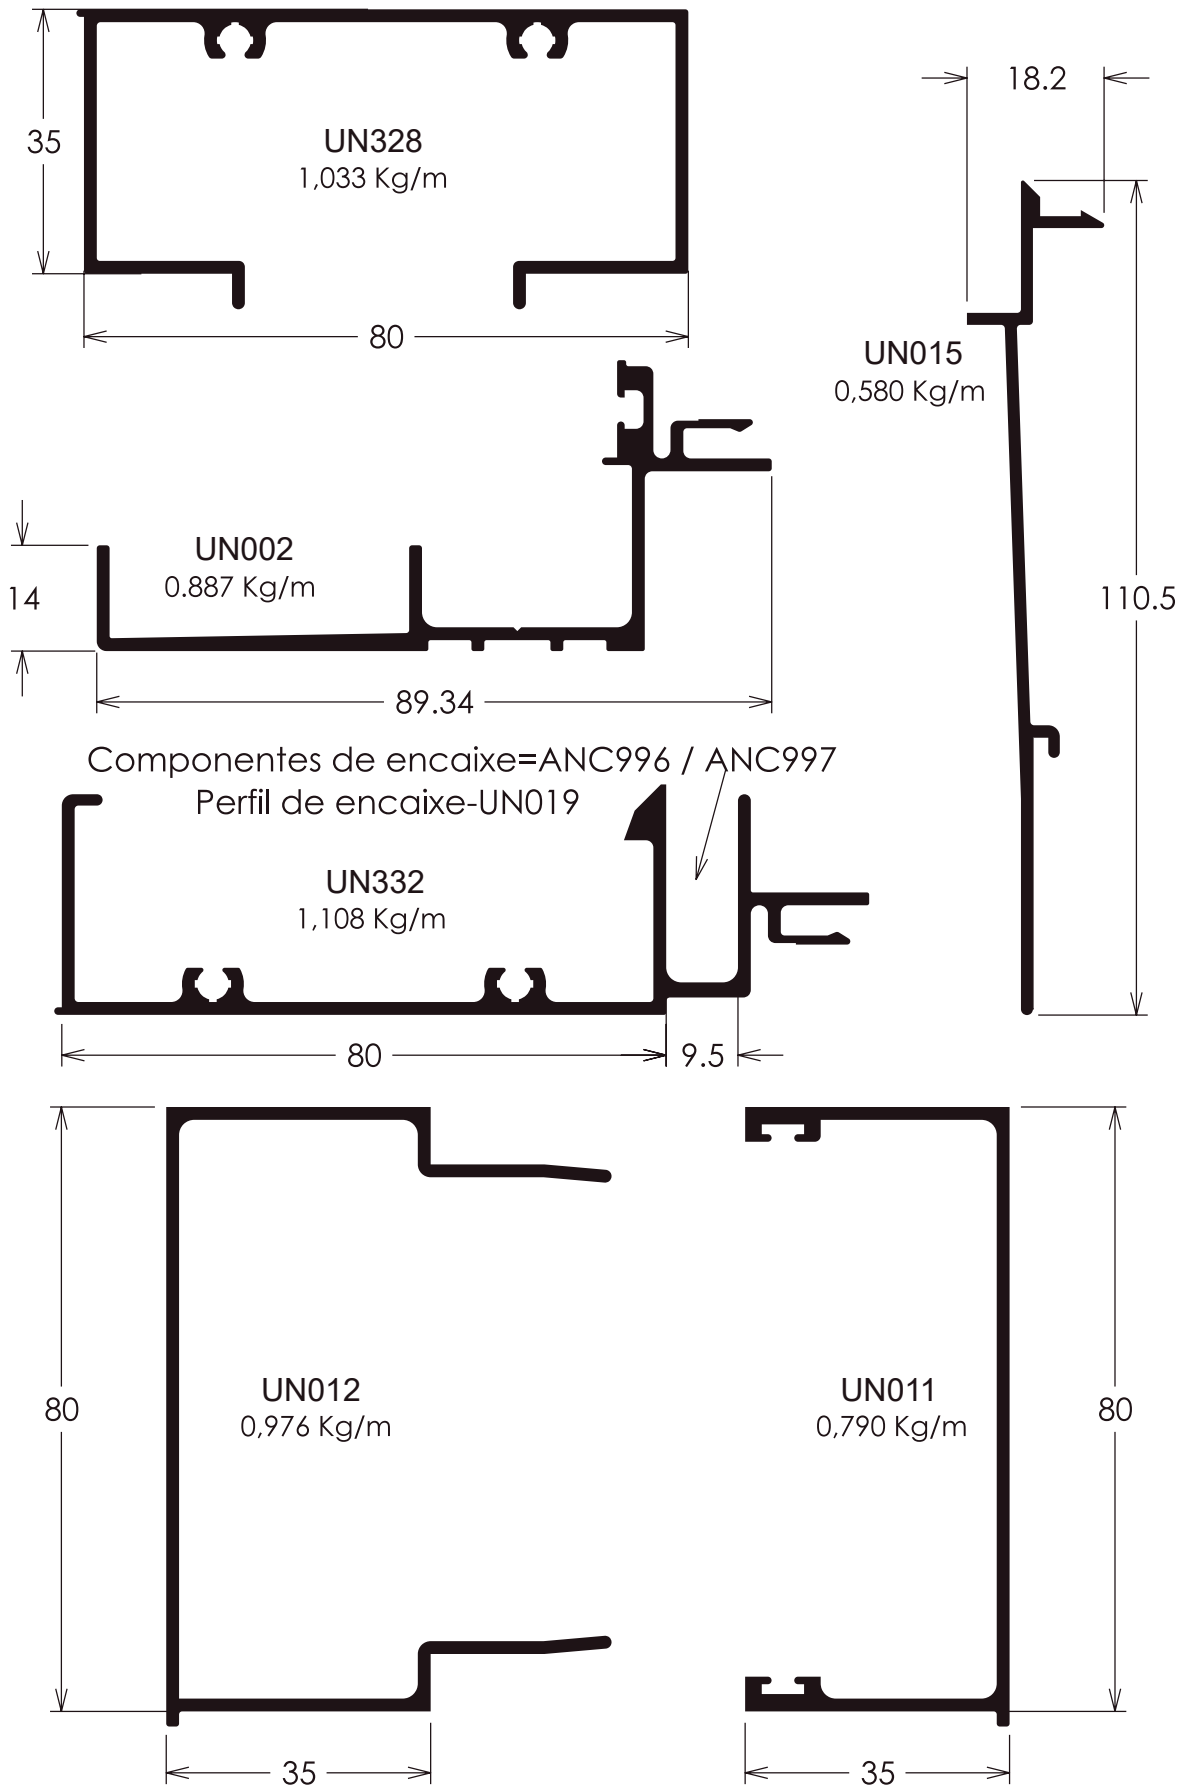 18.2
35
UN328
1,033 Kg/m
80
UN015
0,580 Kg/m
UN002
0.887 Kg/m
14
110.5
89.34
Componentes de encaixe=ANC996 / ANC997
Perfil de encaixe-UN019
UN332
1,108 Kg/m
80
9.5
UN012
0,976 Kg/m
80
UN011
0,790 Kg/m
80
35
35